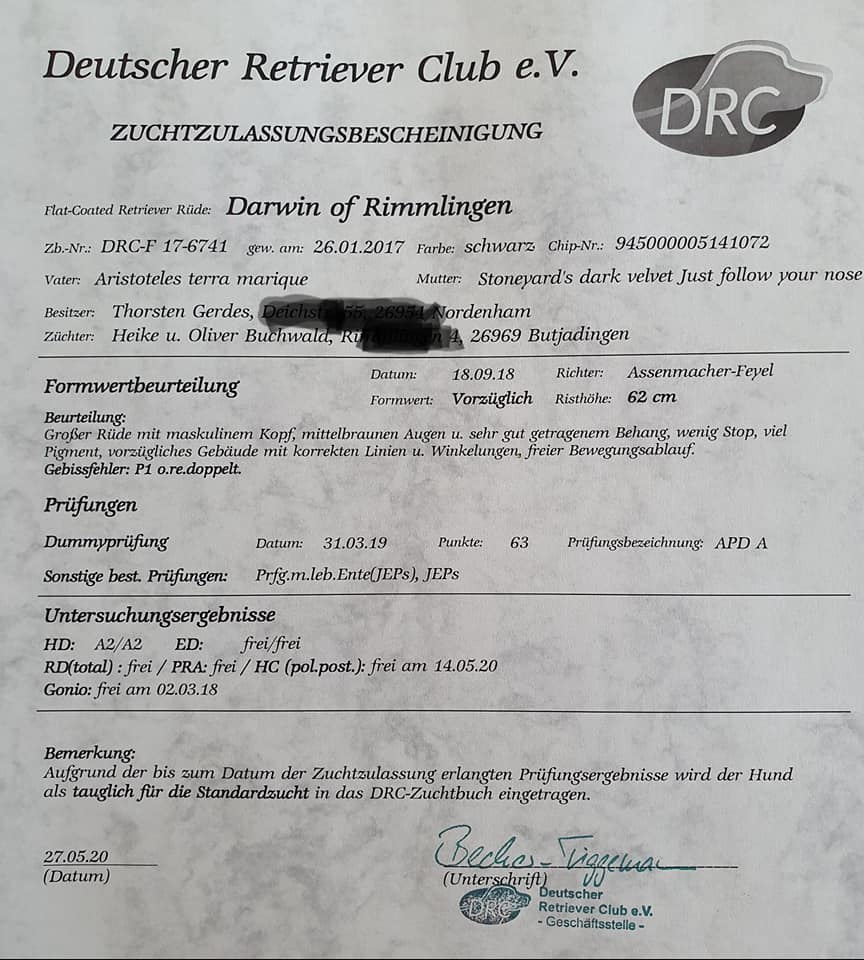 Deutscher Retriever Club e.V.
DRC
ZUCHTZULASSUNGSBESCHEINIGUNG
Flat-Coated Retriever Rüde: Darwin of Rimmlingen
Zb.-Nr.: DRC-F 17-6741 gew. am: 26.01.2017 Farbe: schwarz Chip-Nr.: 945000005141072
Vater: Aristoteles terra marique Mutter: Stoneyard's dark velvet Just follow your nose
Besitzer: Thorsten Gerdes, Nordenham
Züchter: Heike u. Oliver Buchwald, 26969 Butjadingen
Formwertbeurteilung Datum: 18.09.18 Richter: Assenmacher-Feyel
Formwert: Vorzüglich Risthöhe: 62 cm
Beurteilung:
Großer Rüde mit maskulinem Kopf, mittelbraunen Augen u. sehr gut getragenem Behang, wenig Stop, viel
Pigment, vorzügliches Gebäude mit korrekten Linien u. Winkelungen, freier Bewegungsablauf.
Gebissfehler: P1 o.re.doppelt.
Prüfungen
Dummyprüfung Datum: 31.03.19 Punkte: 63 Prüfungsbezeichnung: APD A
Sonstige best. Prüfungen: Prfg.m.leb.Ente(JEPs), JEPs
Untersuchungsergebnisse
HD: A2/A2 ED: frei/frei
RD(total) : frei / PRA: frei / HC (pol.post.): frei am 14.05.20
Gonio: frei am 02.03.18
Bemerkung:
Aufgrund der bis zum Datum der Zuchtzulassung erlangten Prüfungsergebnisse wird der Hund
als tauglich für die Standardzucht in das DRC-Zuchtbuch eingetragen.
27.05.20
(Datum) (Unterschrift)
DRC
Deutscher
Retriever Club e.V.
- Geschäftsstelle -